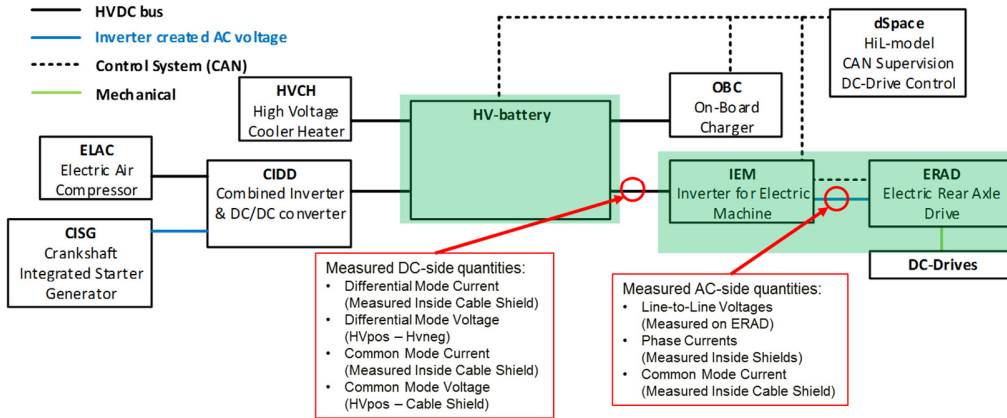 HVDC bus
Inverter created AC voltage
Control System (CAN)
Mechanical
dSpace
HiL-model
CAN Supervision
DC-Drive Control
HVCH
High Voltage
Cooler Heater
HV-battery
OBC
On-Board
Charger
ELAC
Electric Air
Compressor
CIDD
Combined Inverter
& DC/DC converter
IEM
Inverter for Electric
Machine
ERAD
Electric Rear Axle
Drive
CISG
Crankshaft
Integrated Starter
Generator
DC-Drives
Measured DC-side quantities:
• Differential Mode Current
(Measured Inside Cable Shield)
• Differential Mode Voltage
(HVpos – Hvneg)
• Common Mode Current
(Measured Inside Cable Shield)
• Common Mode Voltage
(HVpos – Cable Shield)
Measured AC-side quantities:
• Line-to-Line Voltages
(Measured on ERAD)
• Phase Currents
(Measured Inside Shields)
• Common Mode Current
(Measured Inside Cable Shield)